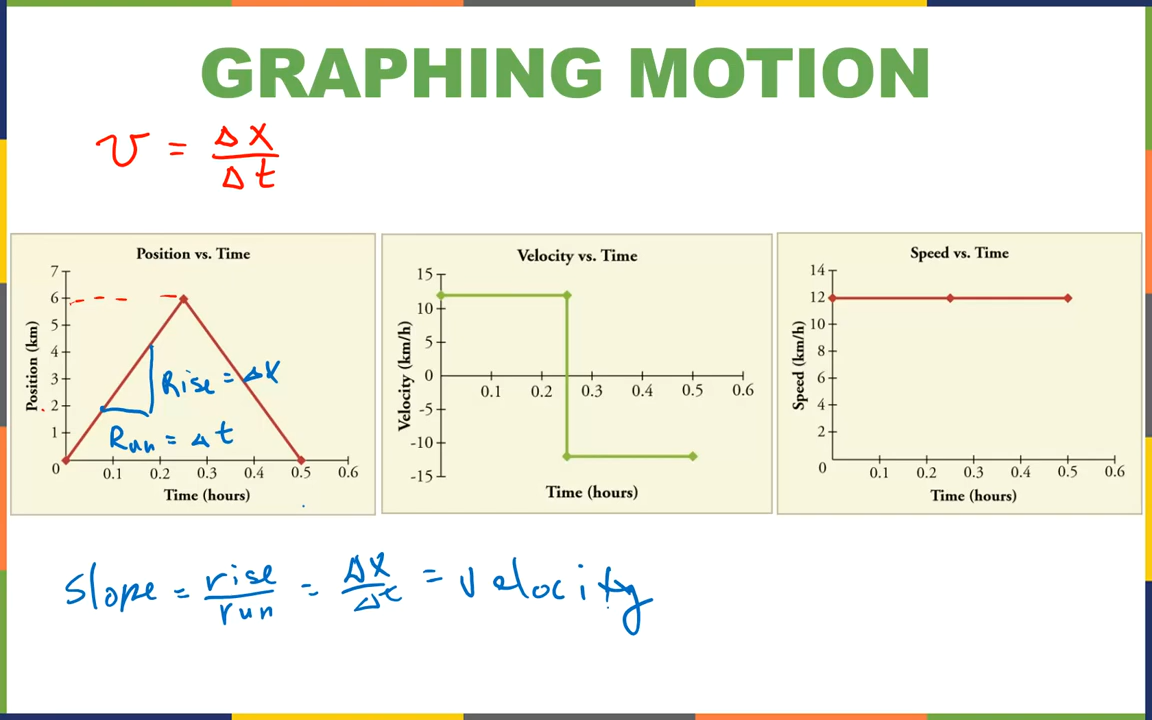 GRAPHING MOTION
v = Δx/Δt
Position vs. Time
7
6
5
4
3
2
1
0
0.1 0.2 0.3 0.4 0.5 0.6
Position (km)
Time (hours)
Rise = Δx
Run = Δt
Velocity vs. Time
15
10
5
0
-5
-10
-15
0.1 0.2 0.3 0.4 0.5 0.6
Velocity (km/h)
Time (hours)
Speed vs. Time
14
12
10
8
6
4
2
0
0.1 0.2 0.3 0.4 0.5 0.6
Speed (km/h)
Time (hours)
Slope = rise/run = Δx/Δt = velocity